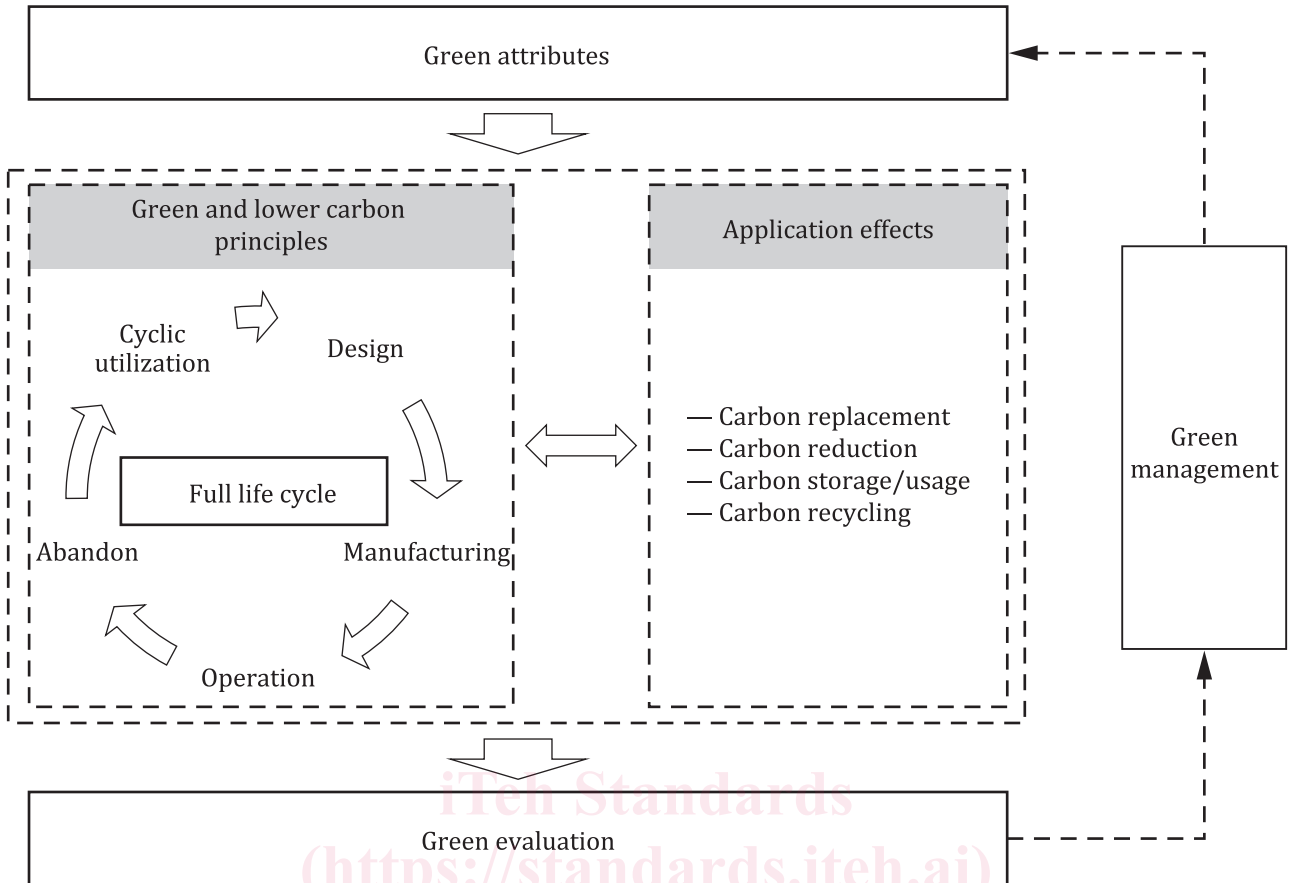 Green attributes
Green and lower carbon
principles
Application effects
Cyclic
utilization
Design
Full life cycle
Abandon
Manufacturing
Operation
— Carbon replacement
— Carbon reduction
— Carbon storage/usage
— Carbon recycling
Green
management
iTeh Standards
Green evaluation
(https://standards.iteh.ai)